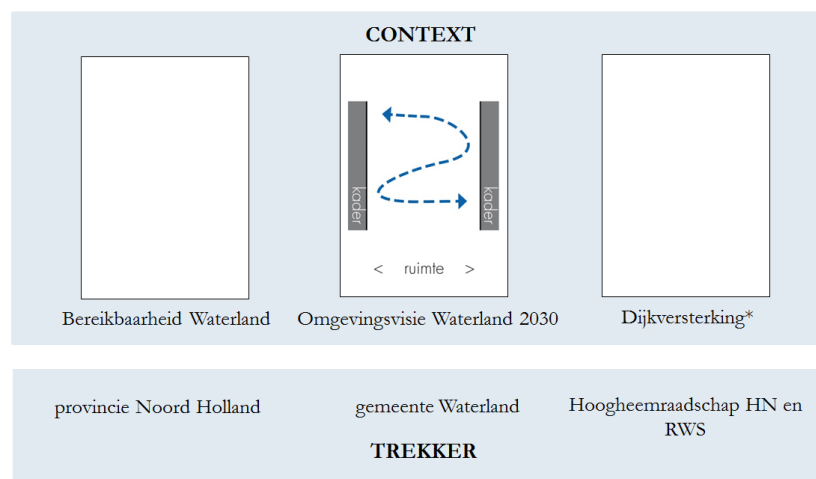 CONTEXT
kader
kader
< ruimte >
Bereikbaarheid Waterland
Omgevingsvisie Waterland 2030
Dijkversterking*
provincie Noord Holland
gemeente Waterland
Hoogheemraadschap HN en
RWS
TREKKER